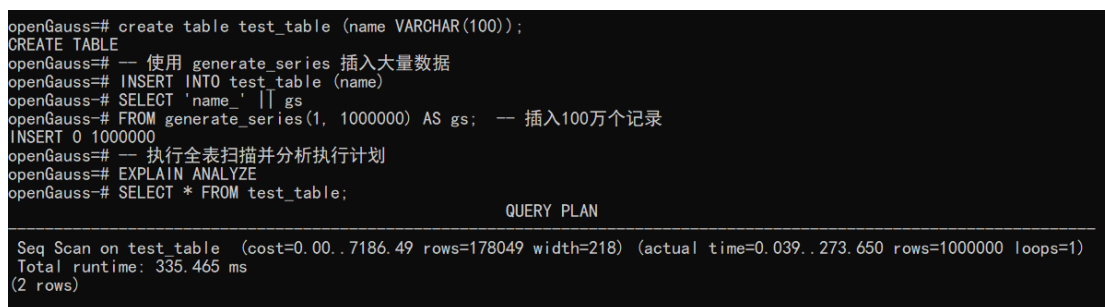 openGauss=# create table test_table (name VARCHAR(100));
CREATE TABLE
openGauss=# -- 使用 generate_series 插入大量数据
openGauss=# INSERT INTO test_table (name)
openGauss-# SELECT 'name_' || gs
openGauss-# FROM generate_series(1, 1000000) AS gs;  -- 插入100万个记录
INSERT 0 1000000
openGauss=# -- 执行全表扫描并分析执行计划
openGauss=# EXPLAIN ANALYZE
openGauss-# SELECT * FROM test_table;
QUERY PLAN
Seq Scan on test_table  (cost=0.00..7186.49 rows=178049 width=218) (actual time=0.039..273.650 rows=1000000 loops=1)
Total runtime: 335.465 ms
(2 rows)